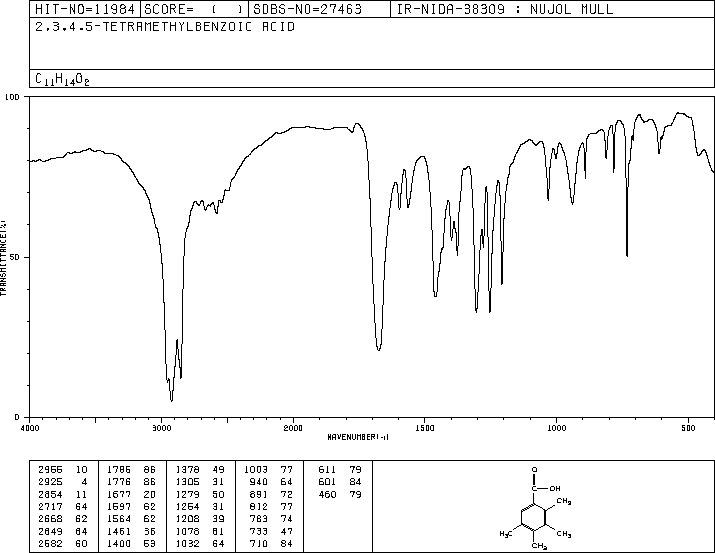 HIT-NO=11984 SCORE= ( ) SDBS-NO=27463 IR-NIDA-38309 : NUJOL MULL
2,3,4,5-TETRAMETHYLBENZOIC ACID
C11H14O2
100
50
0
TRANSMITTANCE(%)
4000 3000 2000 1500 1000 500
WAVENUMBER(-1)
2956 10 1786 86 1378 49 1003 77 611 79
2925 4 1776 84 1305 31 940 64 601 84
2854 11 1677 20 1279 50 891 72 460 79
2717 64 1597 62 1254 31 812 77
2668 62 1564 62 1208 39 783 74
2649 64 1461 36 1078 81 733 47
2582 60 1400 53 1032 64 710 84
O
C OH
CH3
H3C CH3
CH3